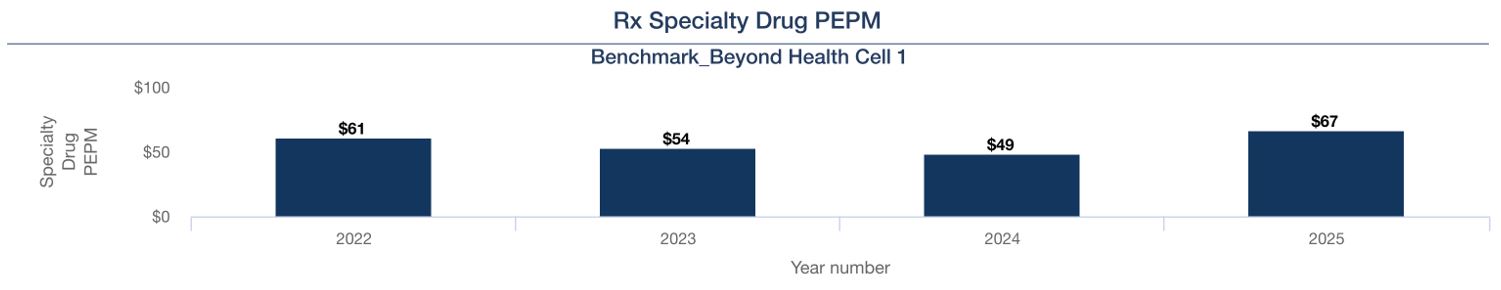 Rx Specialty Drug PEPM
Benchmark_Beyond Health Cell 1
Specialty
Drug
PEPM
$100
$50
$0
$61
$54
$49
$67
2022
2023
2024
2025
Year number